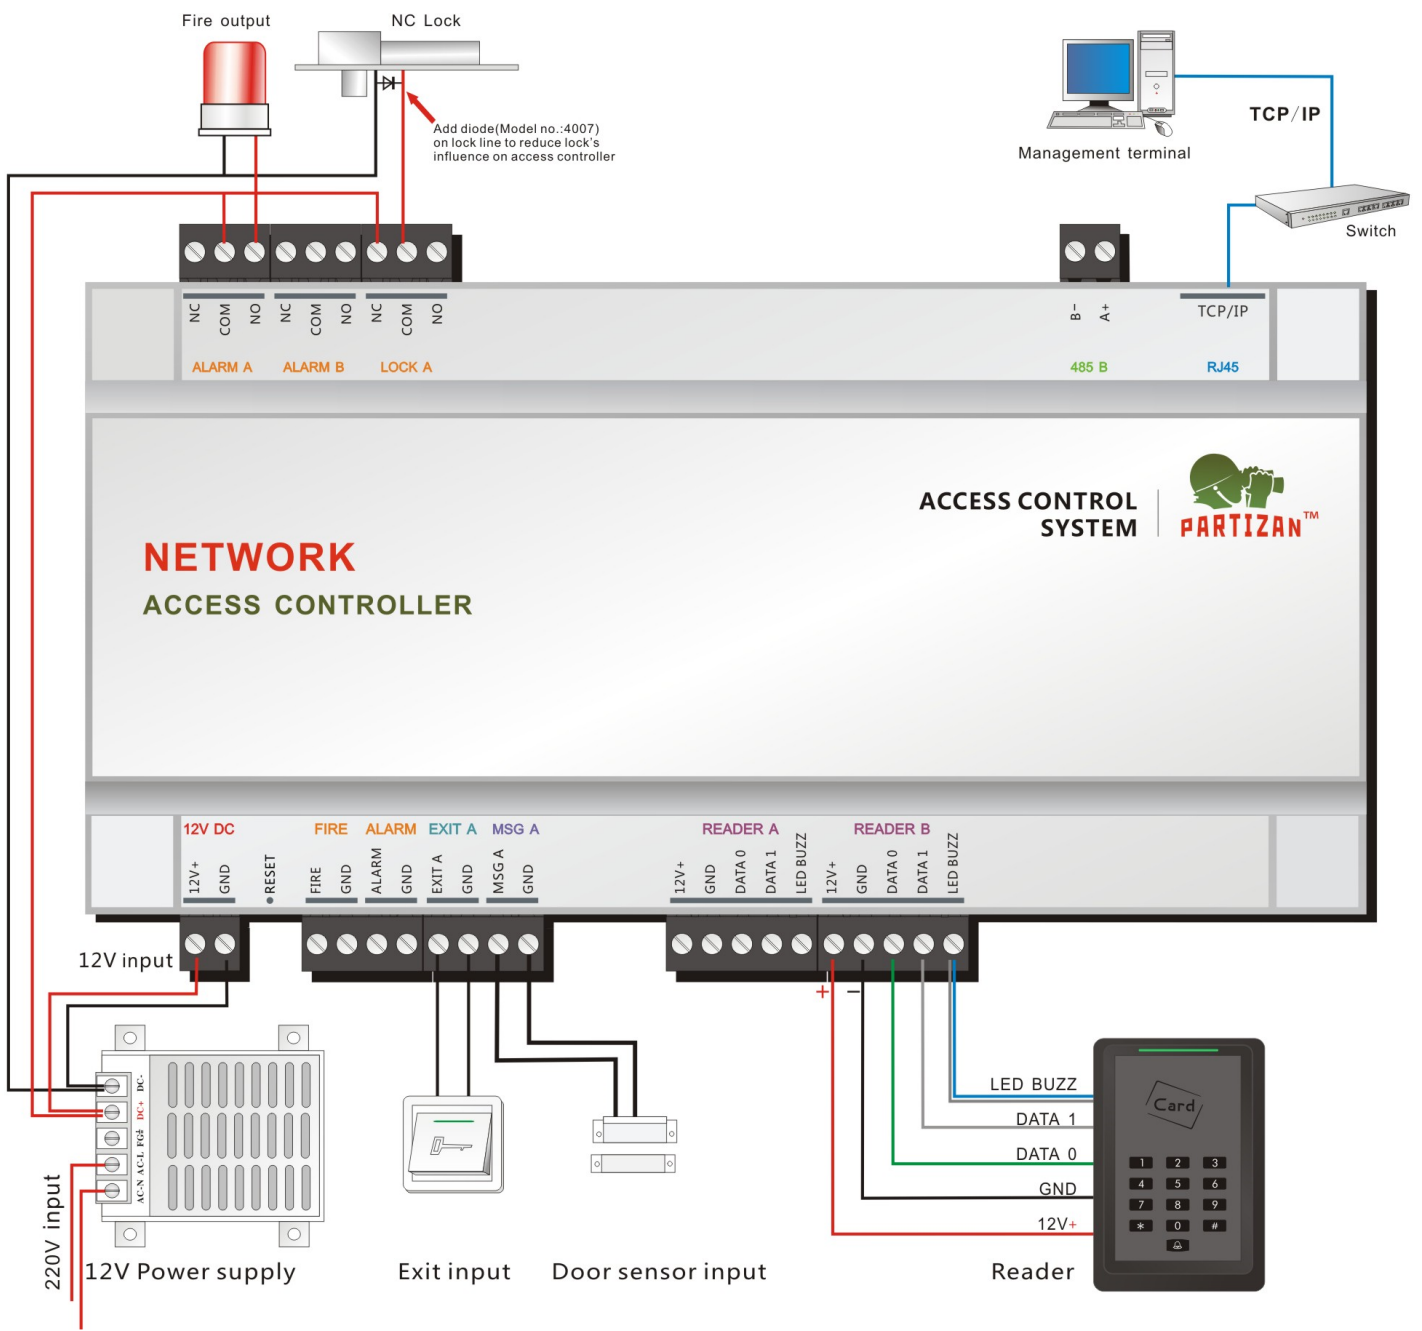 Fire output
NC Lock
Add diode(Model no.:4007)
on lock line to reduce lock's
influence on access controller
TCP/IP
Management terminal
Switch
NC
COM
NO
NC
COM
NO
NC
COM
NO
B−
A+
TCP/IP
ALARM A
ALARM B
LOCK A
485 B
RJ45
ACCESS CONTROL
SYSTEM
PARTIZAN™
NETWORK
ACCESS CONTROLLER
12V DC
FIRE
ALARM
EXIT A
MSG A
READER A
READER B
12V+
GND
RESET
FIRE
GND
ALARM
GND
EXIT A
GND
MSG A
GND
12V+
GND
DATA 0
DATA 1
LED BUZZ
12V+
GND
DATA 0
DATA 1
LED BUZZ
12V input
+
−
DC-
DC+
FG
AC-L
AC-N
220V input
12V Power supply
Exit input
Door sensor input
LED BUZZ
DATA 1
DATA 0
GND
12V+
Reader
Card
1 2 3
4 5 6
7 8 9
* 0 #